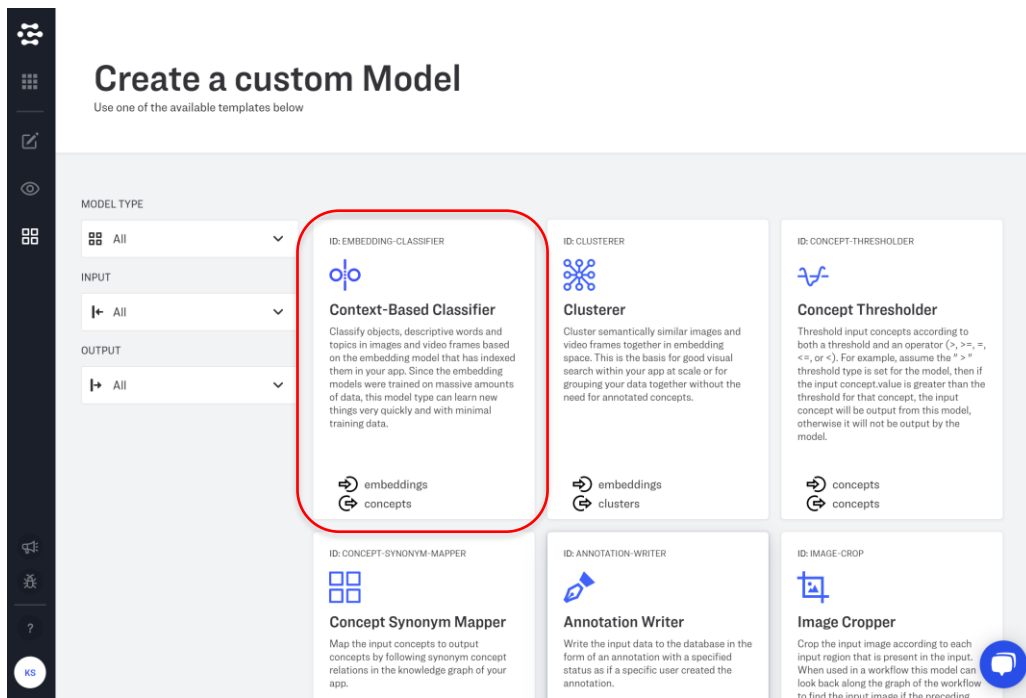 Create a custom Model
Use one of the available templates below
MODEL TYPE
All
INPUT
All
OUTPUT
All
ID: EMBEDDING-CLASSIFIER
Context-Based Classifier
Classify objects, descriptive words and
topics in images and video frames based
on the embedding model that has indexed
them in your app. Since the embedding
models were trained on massive amounts
of data, this model type can learn new
things very quickly and with minimal
training data.
embeddings
concepts
ID: CLUSTERER
Clusterer
Cluster semantically similar images and
video frames together in embedding
space. This is the basis for good visual
search within your app at scale or for
grouping your data together without the
need for annotated concepts.
embeddings
clusters
ID: CONCEPT-THRESHOLDER
Concept Thresholder
Threshold input concepts according to
both a threshold and an operator (>, >=, =,
<=, or <). For example, assume the " > "
threshold type is set for the model, then if
the input concept.value is greater than the
threshold for that concept, the input
concept will be output from this model,
otherwise it will not be output by the
model.
concepts
concepts
ID: CONCEPT-SYNONYM-MAPPER
Concept Synonym Mapper
Map the input concepts to output
concepts by following synonym concept
relations in the knowledge graph of your
app.
ID: ANNOTATION-WRITER
Annotation Writer
Write the input data to the database in the
form of an annotation with a specified
status as if a specific user created the
annotation.
ID: IMAGE-CROP
Image Cropper
Crop the input image according to each
input region that is present in the input.
When used in a workflow this model can
look back along the graph of the workflow
to find the input image if the preceding
?
KS